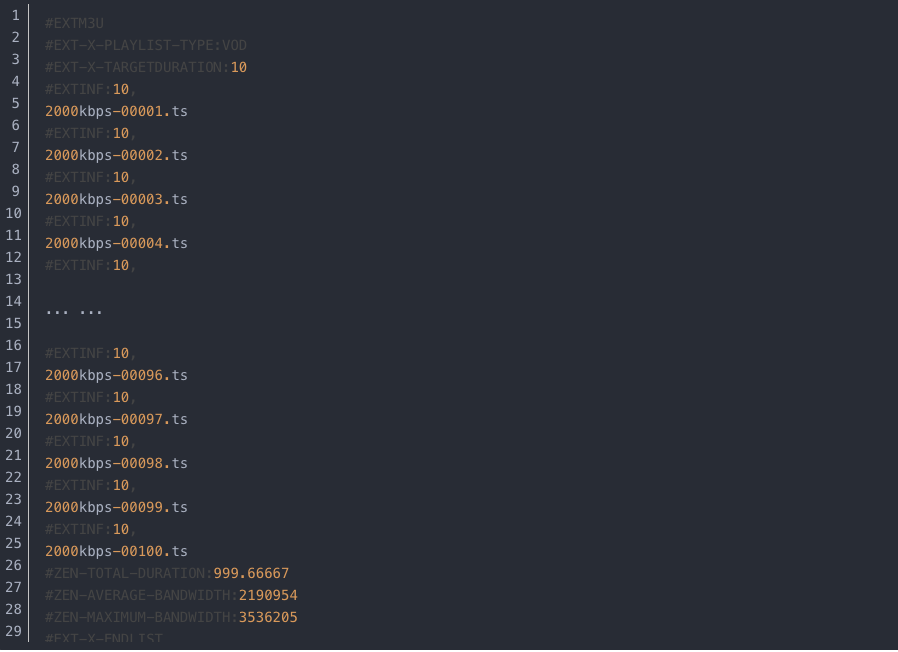 1 #EXTM3U
2 #EXT-X-PLAYLIST-TYPE:VOD
3 #EXT-X-TARGETDURATION:10
4 #EXTINF:10,
5 2000kbps-00001.ts
6 #EXTINF:10,
7 2000kbps-00002.ts
8 #EXTINF:10,
9 2000kbps-00003.ts
10 #EXTINF:10,
11 2000kbps-00004.ts
12 #EXTINF:10,
13
14 ... ...
15
16 #EXTINF:10,
17 2000kbps-00096.ts
18 #EXTINF:10,
19 2000kbps-00097.ts
20 #EXTINF:10,
21 2000kbps-00098.ts
22 #EXTINF:10,
23 2000kbps-00099.ts
24 #EXTINF:10,
25 2000kbps-00100.ts
26 #ZEN-TOTAL-DURATION:999.66667
27 #ZEN-AVERAGE-BANDWIDTH:2190954
28 #ZEN-MAXIMUM-BANDWIDTH:3536205
29 #EXT-X-ENDLIST